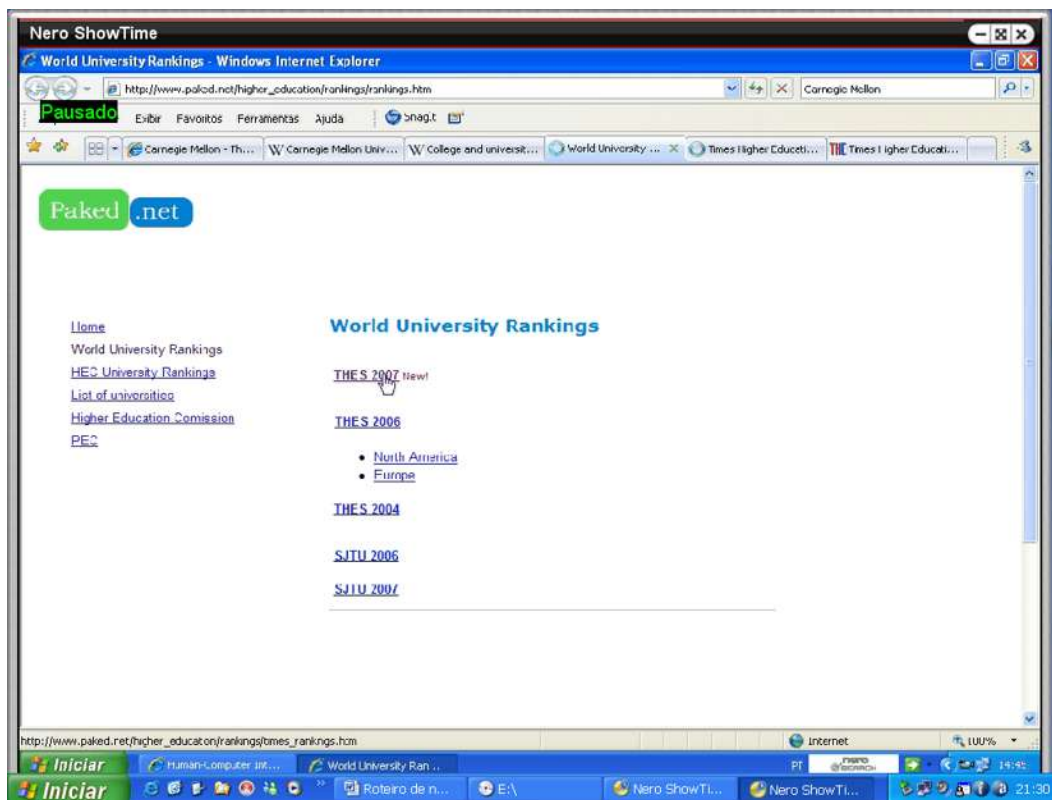 Nero ShowTime
World University Rankings - Windows Internet Explorer
http://www.paked.net/higher_education/rankings/rankings.htm Carnegie Mellon
Pausado Exibir Favoritos Ferramentas Ajuda SnagIt
Carnegie Mellon - Th... Carnegie Mellon Univ... College and universit... World University ... Times Higher Educati... Times Higher Educati...
Paked .net
Home
World University Rankings
HEC University Rankings
List of universities
Higher Education Comission
PEC
World University Rankings
THES 2007 New!
THES 2006
North America
Europe
THES 2004
SJTU 2006
SJTU 2007
http://www.paked.net/higher_education/rankings/times_rankings.htm Internet 100%
Iniciar Human-Computer Int... World University Ran... PT nero SEARCH 14:45
Iniciar Roteiro de n... E:\ Nero ShowTi... Nero ShowTi... 21:30